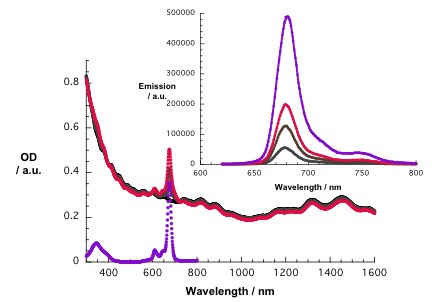 500000
400000
300000
200000
100000
0
600 650 700 750 800
Wavelength / nm
Emission
/ a.u.
0.8
0.6
0.4
0.2
0
OD
/ a.u.
400 600 800 1000 1200 1400 1600
Wavelength / nm